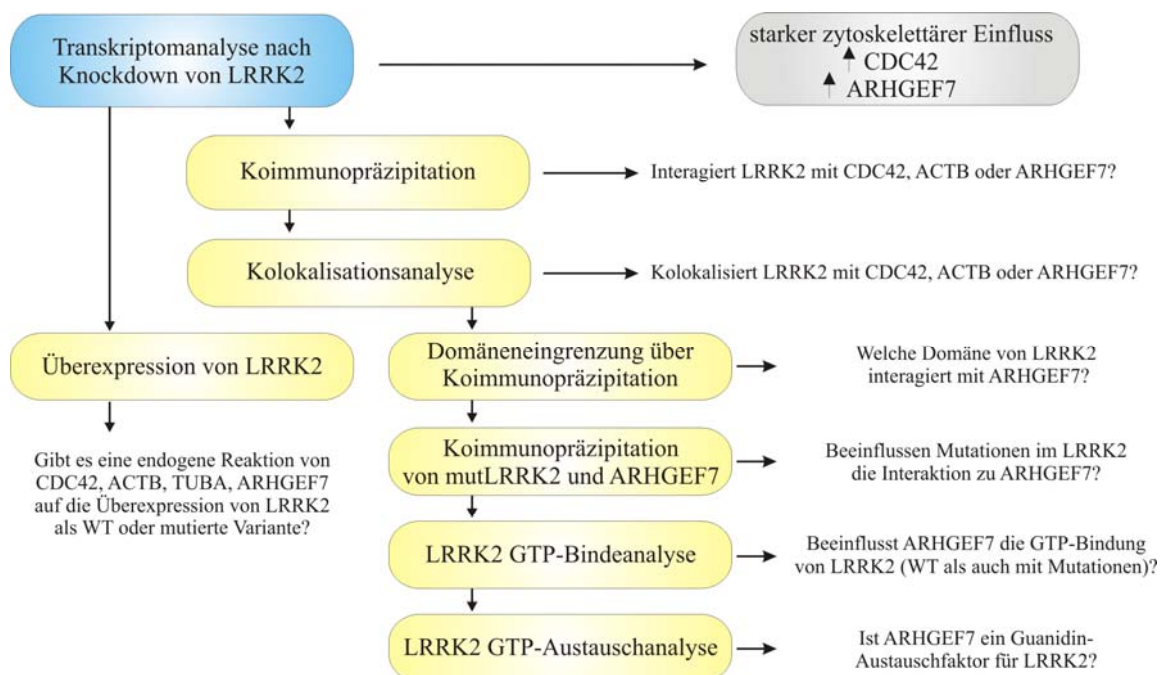 Transkriptomanalyse nach
Knockdown von LRRK2
starker zytoskelettärer Einfluss
CDC42
ARHGEF7
Koimmunopräzipitation
Interagiert LRRK2 mit CDC42, ACTB oder ARHGEF7?
Kolokalisationsanalyse
Kolokalisiert LRRK2 mit CDC42, ACTB oder ARHGEF7?
Überexpression von LRRK2
Gibt es eine endogene Reaktion von
CDC42, ACTB, TUBA, ARHGEF7
auf die Überexpression von LRRK2
als WT oder mutierte Variante?
Domäneneingrenzung über
Koimmunopräzipitation
Welche Domäne von LRRK2
interagiert mit ARHGEF7?
Koimmunopräzipitation
von mutLRRK2 und ARHGEF7
Beeinflussen Mutationen im LRRK2
die Interaktion zu ARHGEF7?
LRRK2 GTP-Bindeanalyse
Beeinflusst ARHGEF7 die GTP-Bindung
von LRRK2 (WT als auch mit Mutationen)?
LRRK2 GTP-Austauschanalyse
Ist ARHGEF7 ein Guanidin-
Austauschfaktor für LRRK2?